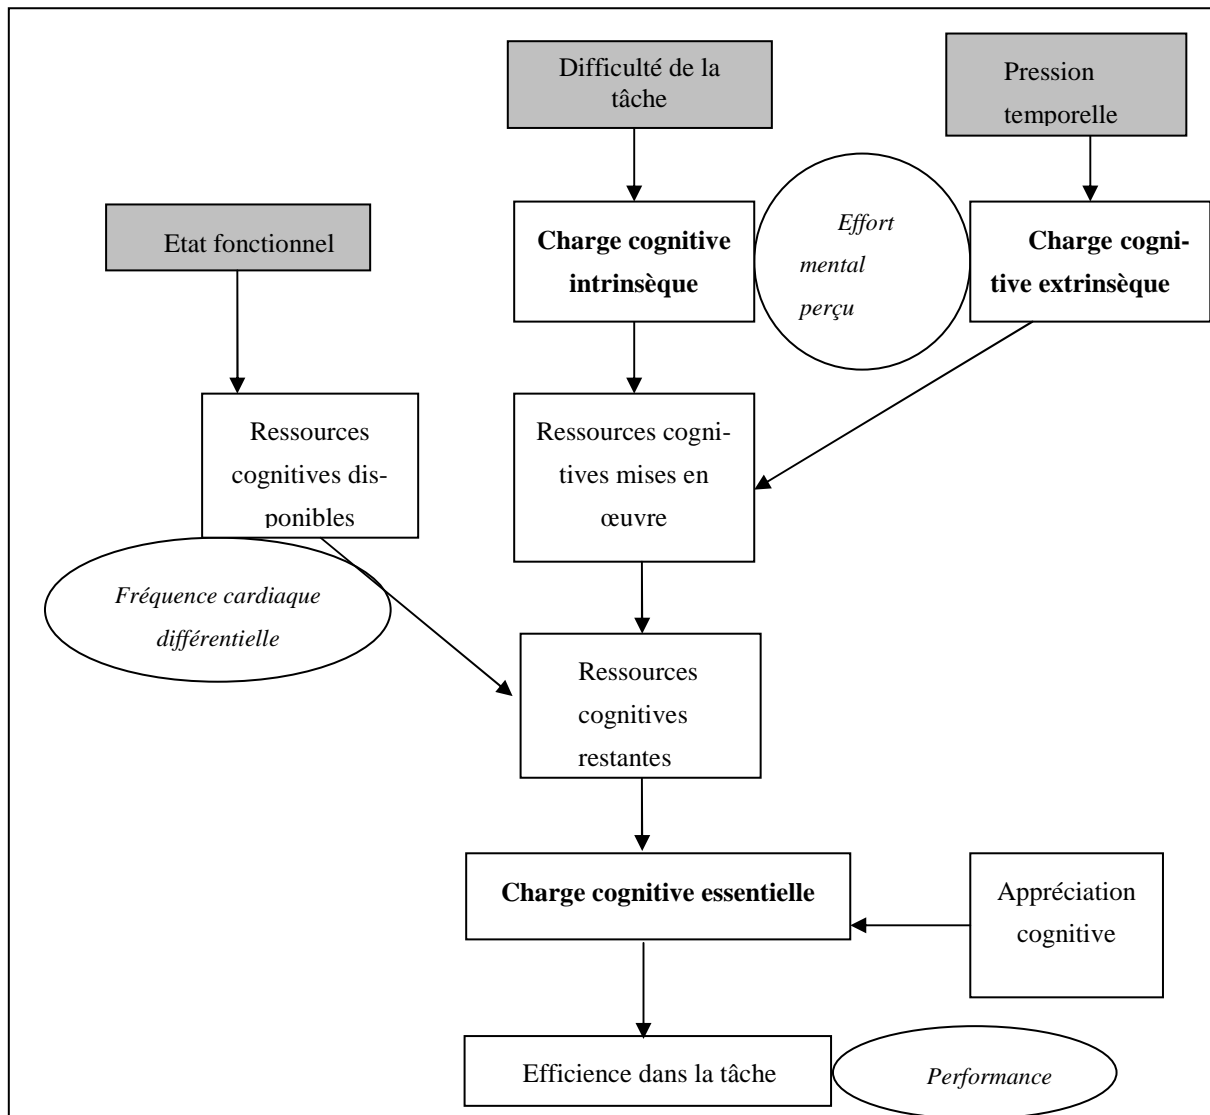 Difficulté de la
tâche
Pression
temporelle
Etat fonctionnel
Charge cognitive
intrinsèque
Effort
mental
perçu
Charge cogni-
tive extrinsèque
Ressources
cognitives dis-
ponibles
Ressources cogni-
tives mises en
œuvre
Fréquence cardiaque
différentielle
Ressources
cognitives
restantes
Charge cognitive essentielle
Appréciation
cognitive
Efficience dans la tâche
Performance